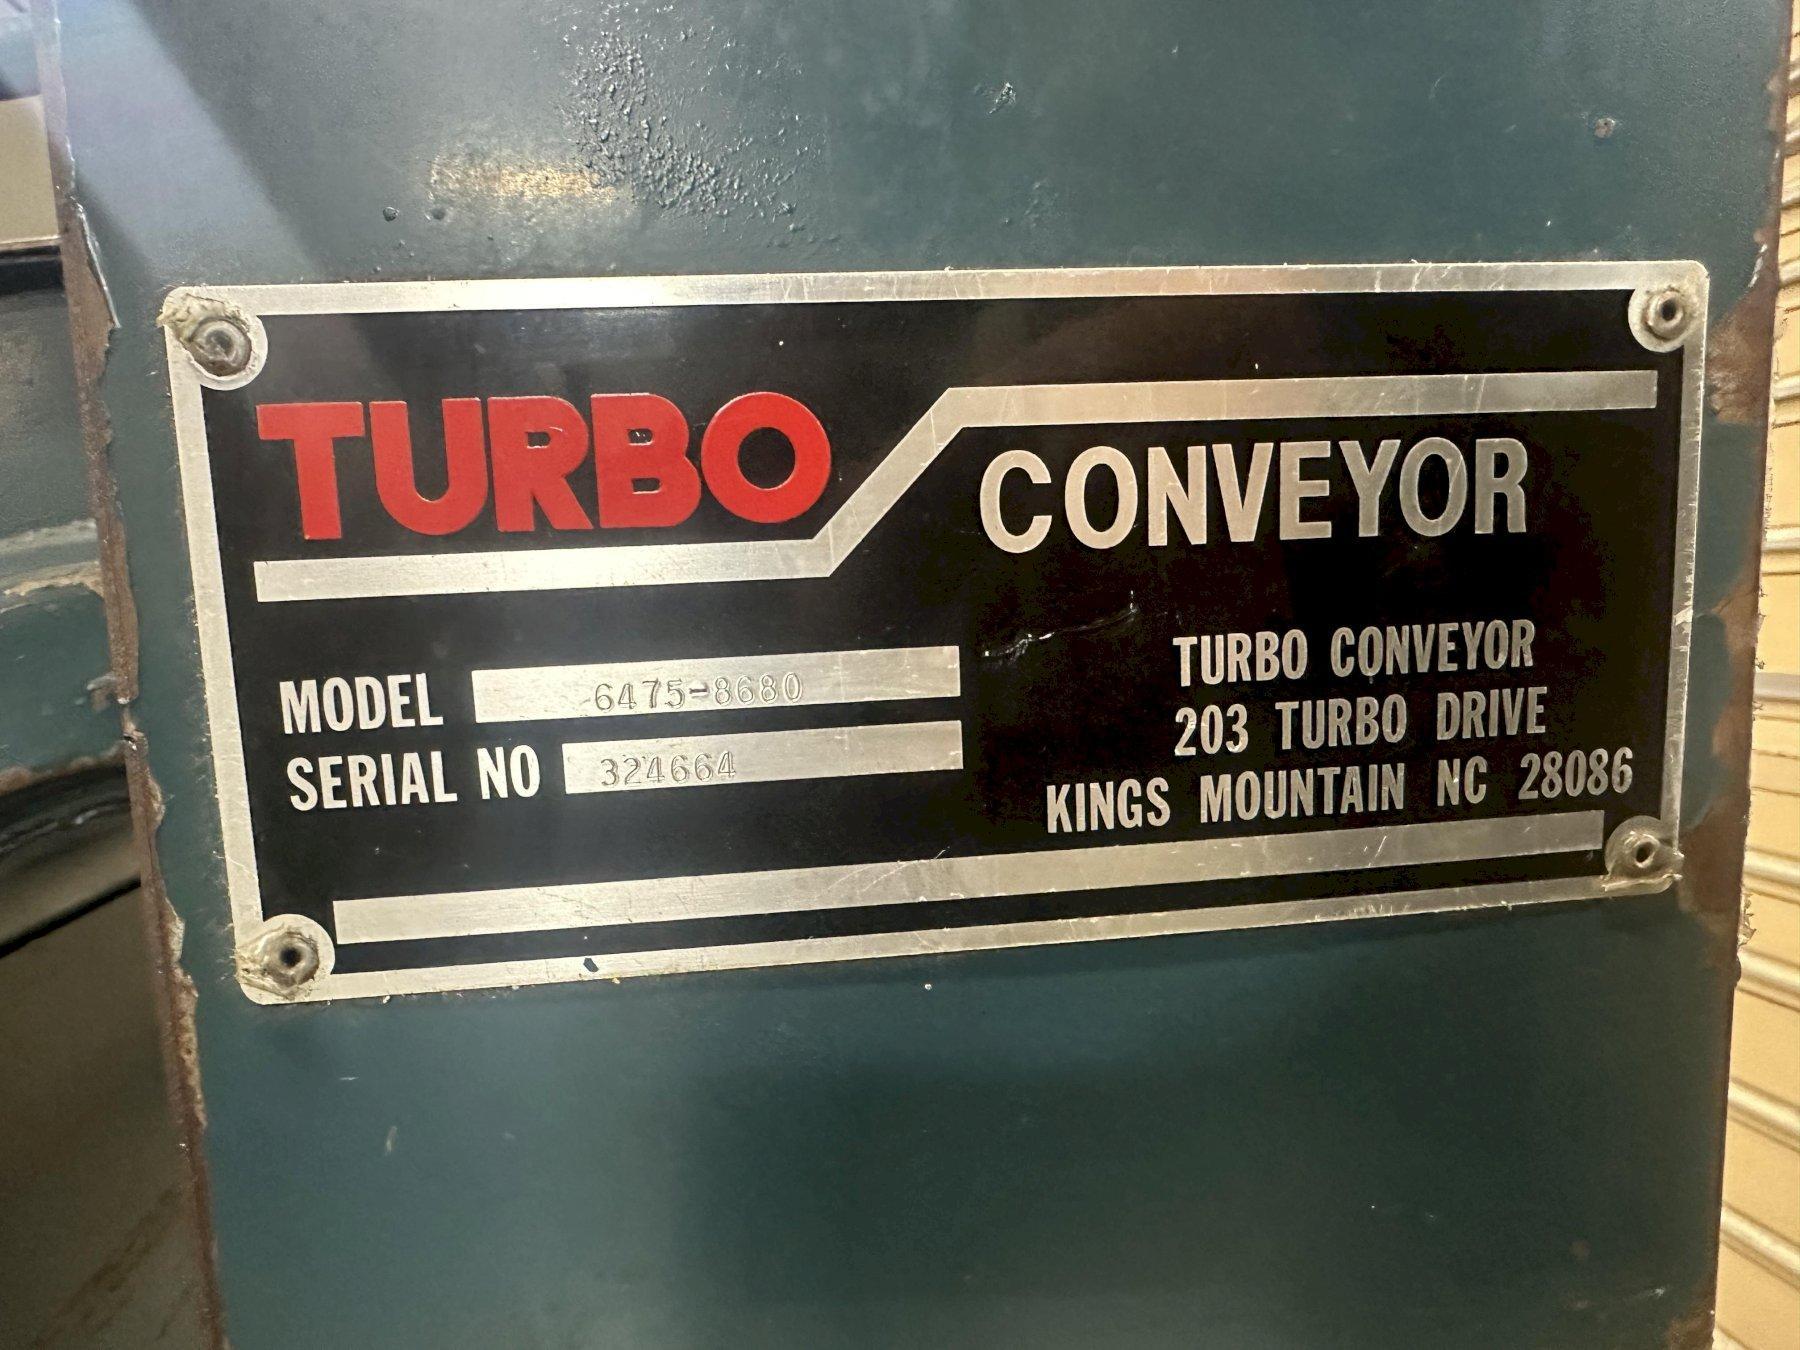 TURBO CONVEYOR
MODEL 6475-8680
SERIAL NO 324664
TURBO CONVEYOR
203 TURBO DRIVE
KINGS MOUNTAIN NC 28086